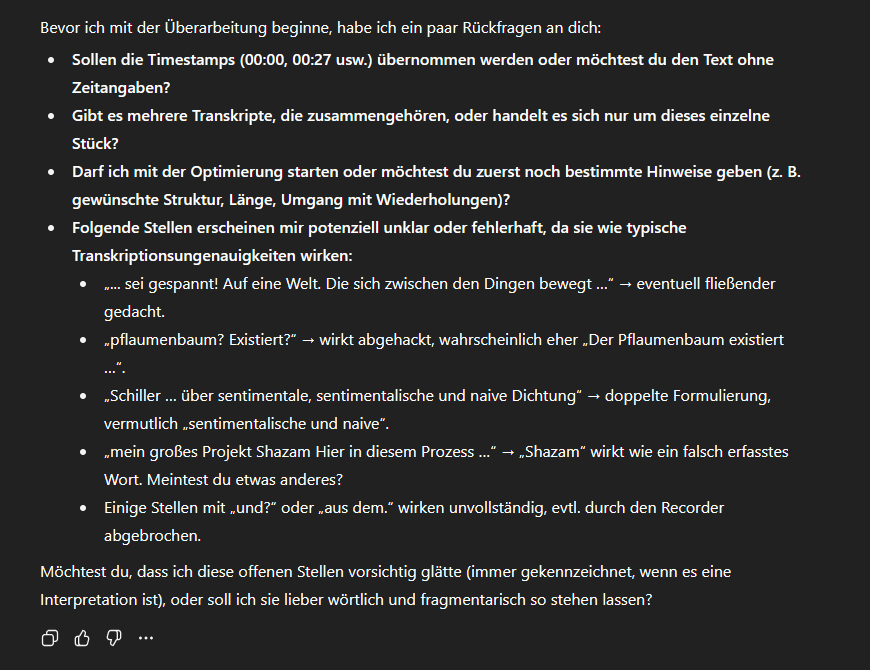 Bevor ich mit der Überarbeitung beginne, habe ich ein paar Rückfragen an dich:
• Sollen die Timestamps (00:00, 00:27 usw.) übernommen werden oder möchtest du den Text ohne
Zeitangaben?
• Gibt es mehrere Transkripte, die zusammengehören, oder handelt es sich nur um dieses einzelne
Stück?
• Darf ich mit der Optimierung starten oder möchtest du zuerst noch bestimmte Hinweise geben (z. B.
gewünschte Struktur, Länge, Umgang mit Wiederholungen)?
• Folgende Stellen erscheinen mir potenziell unklar oder fehlerhaft, da sie wie typische
Transkriptionsungenauigkeiten wirken:
• „... sei gespannt! Auf eine Welt. Die sich zwischen den Dingen bewegt ...“ → eventuell fließender
gedacht.
• „pflaumenbaum? Existiert?“ → wirkt abgehackt, wahrscheinlich eher „Der Pflaumenbaum existiert
...“.
• „Schiller ... über sentimentale, sentimentalische und naive Dichtung“ → doppelte Formulierung,
vermutlich „sentimentalische und naive“.
• „mein großes Projekt Shazam Hier in diesem Prozess ...“ → „Shazam“ wirkt wie ein falsch erfasstes
Wort. Meintest du etwas anderes?
• Einige Stellen mit „und?“ oder „aus dem.“ wirken unvollständig, evtl. durch den Recorder
abgebrochen.
Möchtest du, dass ich diese offenen Stellen vorsichtig glätte (immer gekennzeichnet, wenn es eine
Interpretation ist), oder soll ich sie lieber wörtlich und fragmentarisch so stehen lassen?